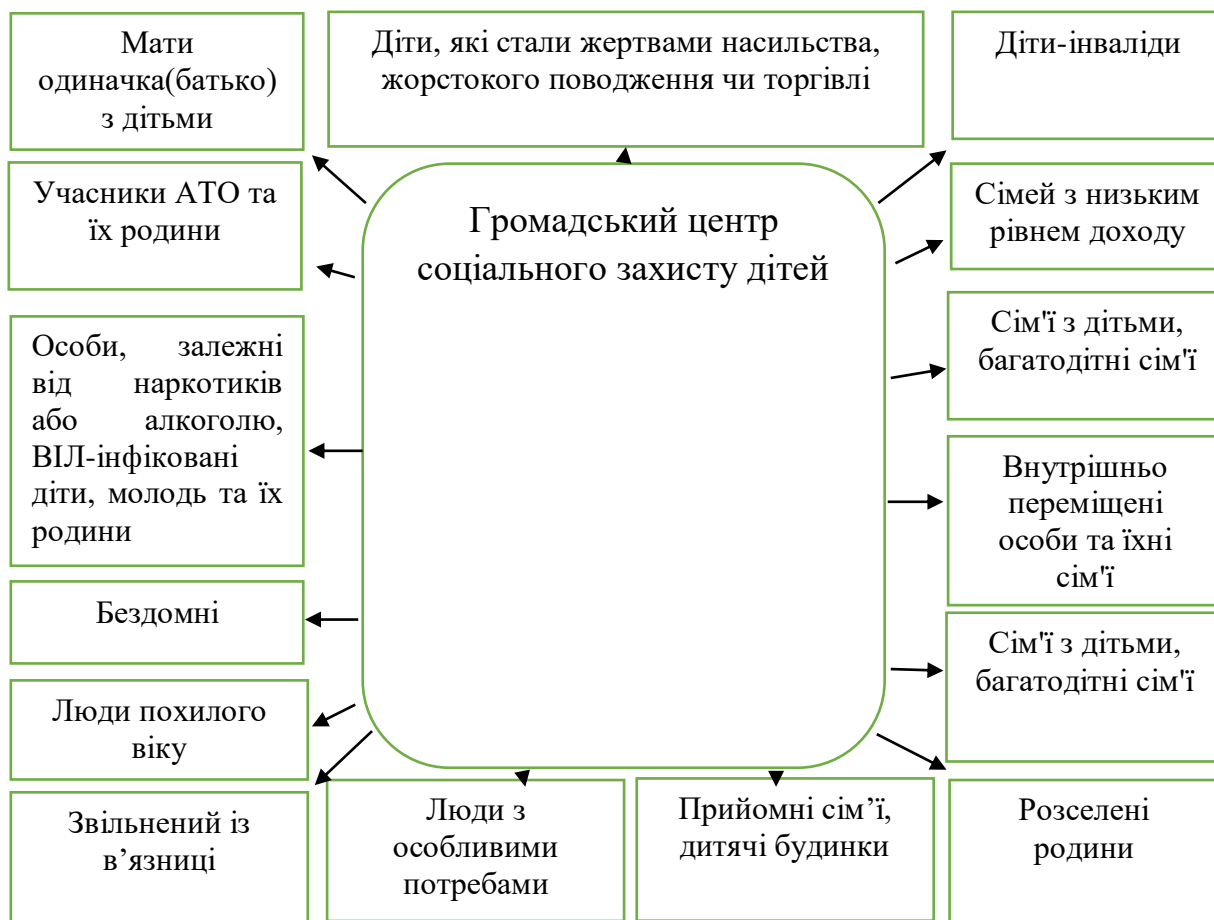 Мати
одиначка(батько)
з дітьми
Діти, які стали жертвами насильства,
жорстокого поводження чи торгівлі
Діти-інваліди
Учасники АТО та
їх родини
Громадський центр
соціального захисту дітей
Сімей з низьким
рівнем доходу
Особи, залежні
від наркотиків
або алкоголю,
ВІЛ-інфіковані
діти, молодь та їх
родини
Сім'ї з дітьми,
багатодітні сім'ї
Внутрішньо
переміщені
особи та їхні
сім'ї
Бездомні
Сім'ї з дітьми,
багатодітні сім'ї
Люди похилого
віку
Звільнений із
в’язниці
Люди з
особливими
потребами
Прийомні сім’ї,
дитячі будинки
Розселені
родини